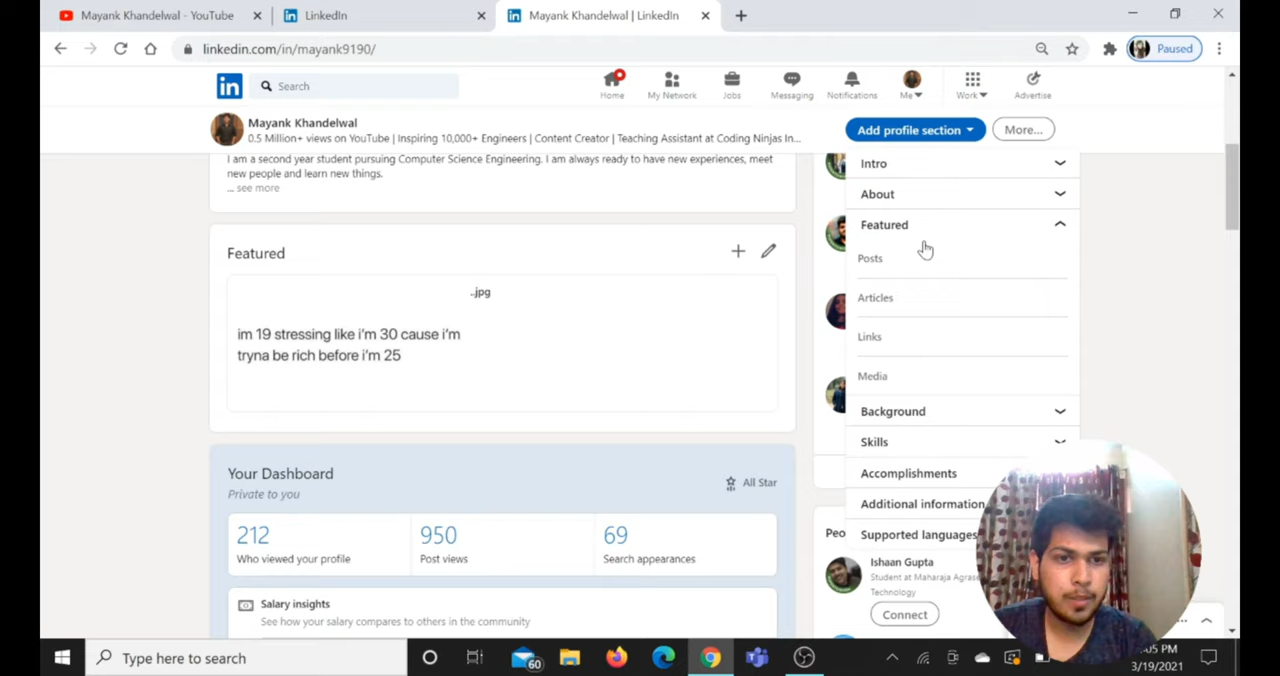 Mayank Khandelwal - YouTube
LinkedIn
Mayank Khandelwal | LinkedIn
linkedin.com/in/mayank9190/
Paused
in
Search
Home
My Network
Jobs
Messaging
Notifications
Me
Work
Advertise
Mayank Khandelwal
0.5 Million+ views on YouTube | Inspiring 10,000+ Engineers | Content Creator | Teaching Assistant at Coding Ninjas In...
Add profile section
More...
I am a second year student pursuing Computer Science Engineering. I am always ready to have new experiences, meet
new people and learn new things.
... see more
Featured
..jpg
im 19 stressing like i'm 30 cause i'm
tryna be rich before i'm 25
Your Dashboard
Private to you
All Star
212
Who viewed your profile
950
Post views
69
Search appearances
Salary insights
See how your salary compares to others in the community
Intro
About
Featured
Posts
Articles
Links
Media
Background
Skills
Accomplishments
Additional information
Supported languages
Ishaan Gupta
Student at Maharaja Agrase
Technology
Connect
Type here to search
60
3/19/2021